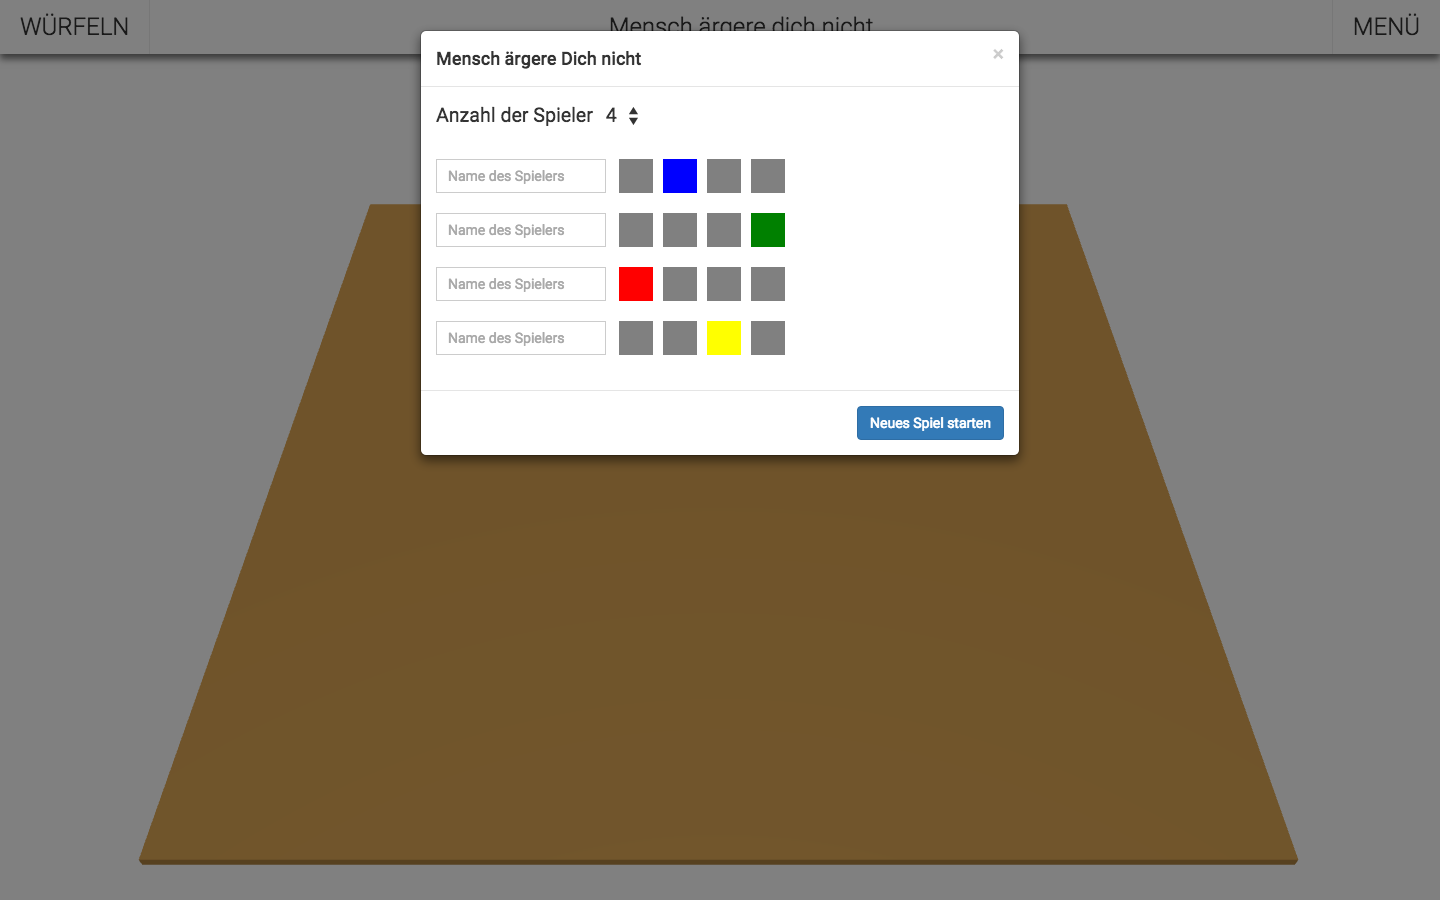 WÜRFELN
Mensch ärgere dich nicht
MENÜ
Mensch ärgere Dich nicht
×
Anzahl der Spieler 4
Name des Spielers
Name des Spielers
Name des Spielers
Name des Spielers
Neues Spiel starten